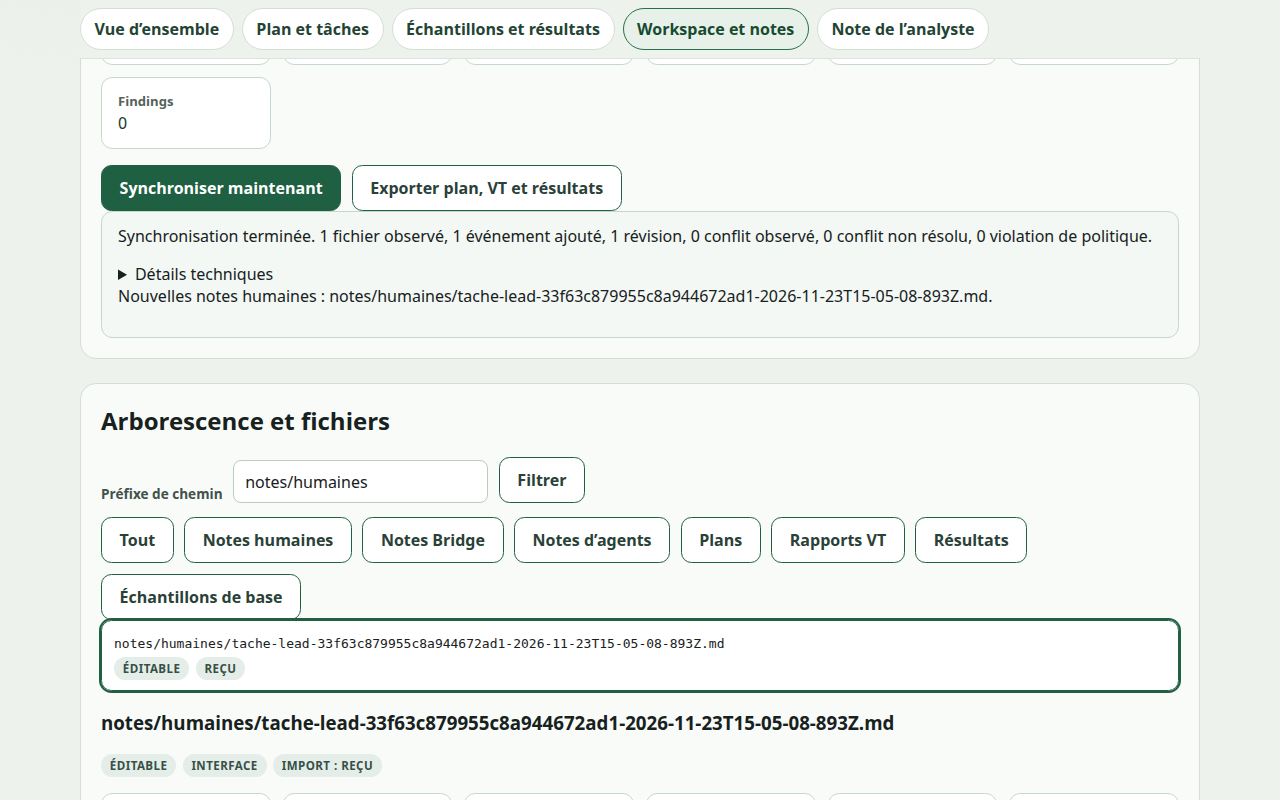 Vue d’ensemble
Plan et tâches
Échantillons et résultats
Workspace et notes
Note de l’analyste
Findings
0
Synchroniser maintenant
Exporter plan, VT et résultats
Synchronisation terminée. 1 fichier observé, 1 événement ajouté, 1 révision, 0 conflit observé, 0 conflit non résolu, 0 violation de politique.
▶ Détails techniques
Nouvelles notes humaines : notes/humaines/tache-lead-33f63c879955c8a944672ad1-2026-11-23T15-05-08-893Z.md.
Arborescence et fichiers
Préfixe de chemin
notes/humaines
Filtrer
Tout
Notes humaines
Notes Bridge
Notes d’agents
Plans
Rapports VT
Résultats
Échantillons de base
notes/humaines/tache-lead-33f63c879955c8a944672ad1-2026-11-23T15-05-08-893Z.md
ÉDITABLE
REÇU
notes/humaines/tache-lead-33f63c879955c8a944672ad1-2026-11-23T15-05-08-893Z.md
ÉDITABLE
INTERFACE
IMPORT : REÇU